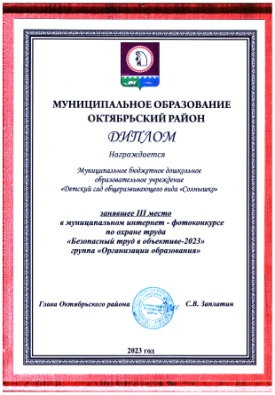 МУНИЦИПАЛЬНОЕ ОБРАЗОВАНИЕ
ОКТЯБРЬСКИЙ РАЙОН
ДИПЛОМ
Награждается
Муниципальное бюджетное дошкольное
образовательное учреждение
«Детский сад общеразвивающего вида «Солнышко»
занявшее III место
в муниципальном интернет - фотоконкурсе
по охране труда
«Безопасный труд в объективе-2023»
группа «Организации образования»
Глава Октябрьского района С.В. Заплатин
2023 год